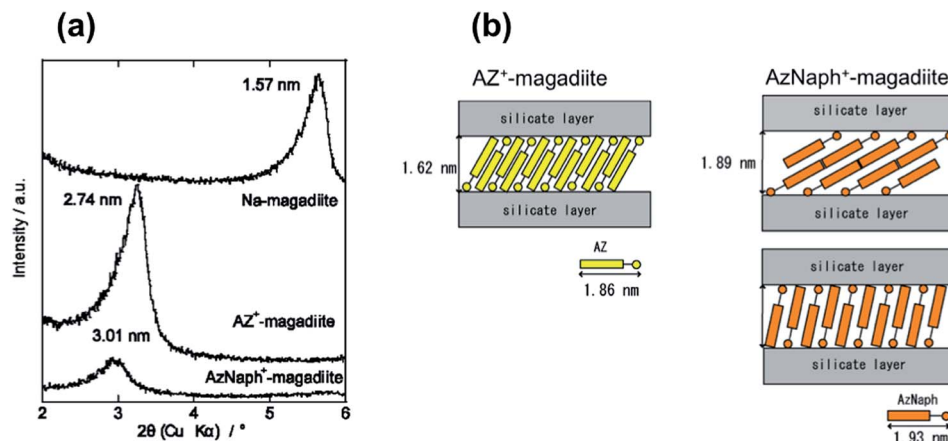 (a)
1.57 nm
2.74 nm
Na-magadiite
3.01 nm
AZ⁺-magadiite
AzNaph⁺-magadiite
Intensity / a.u.
2 3 4 5 6
2θ (Cu Kα) / °
(b)
AZ⁺-magadiite
silicate layer
1.62 nm
silicate layer
AZ
1.86 nm
AzNaph⁺-magadiite
silicate layer
1.89 nm
silicate layer
silicate layer
silicate layer
AzNaph
1.93 nm